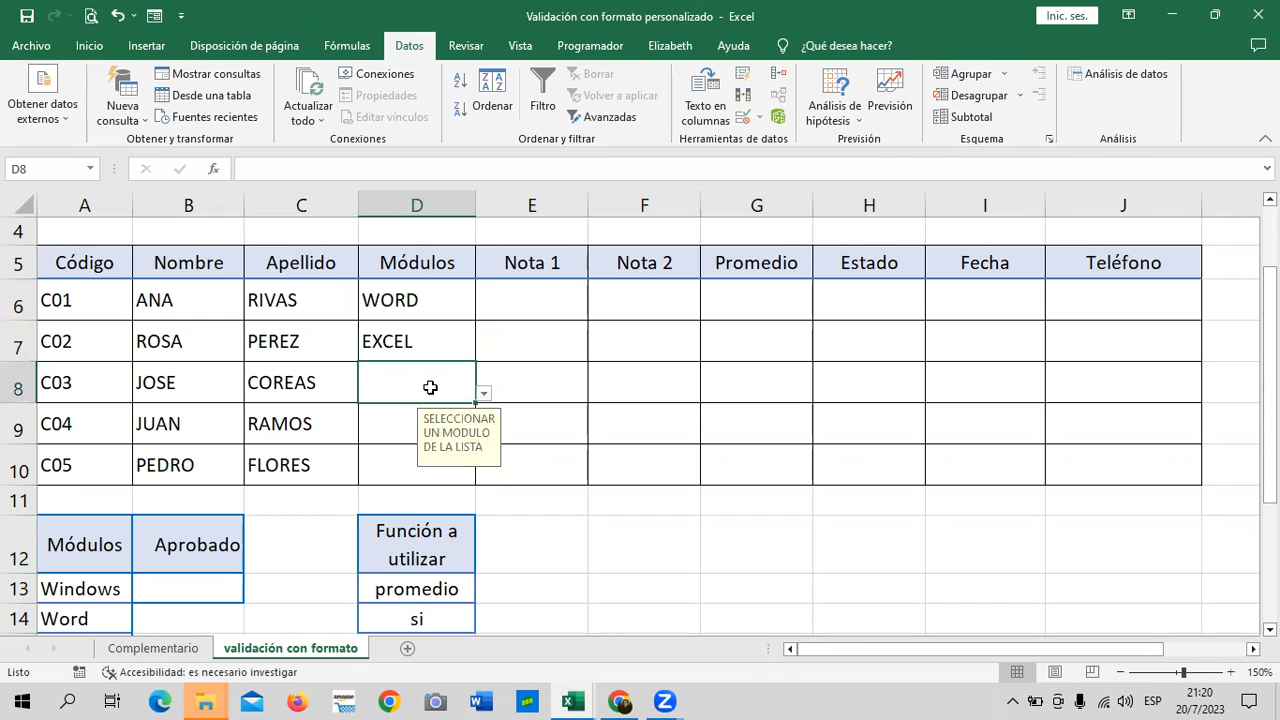 Validación con formato personalizado - Excel
Inic. ses.
Archivo Inicio Insertar Disposición de página Fórmulas Datos Revisar Vista Programador Elizabeth Ayuda ¿Qué desea hacer?
Obtener datos externos
Nueva consulta
Mostrar consultas
Desde una tabla
Fuentes recientes
Obtener y transformar
Actualizar todo
Conexiones
Propiedades
Editar vínculos
Conexiones
Ordenar
Filtro
Borrar
Volver a aplicar
Avanzadas
Ordenar y filtrar
Texto en columnas
Herramientas de datos
Análisis de hipótesis
Previsión
Previsión
Agrupar
Desagrupar
Subtotal
Esquema
Análisis de datos
Análisis
D8 fx
A B C D E F G H I J
4
5 Código Nombre Apellido Módulos Nota 1 Nota 2 Promedio Estado Fecha Teléfono
6 C01 ANA RIVAS WORD
7 C02 ROSA PEREZ EXCEL
8 C03 JOSE COREAS
9 C04 JUAN RAMOS
10 C05 PEDRO FLORES
SELECCIONAR
UN MODULO
DE LA LISTA
11
12 Módulos Aprobado Función a utilizar
13 Windows promedio
14 Word si
Complementario validación con formato
Listo Accesibilidad: es necesario investigar 150%
ESP
21:20
20/7/2023